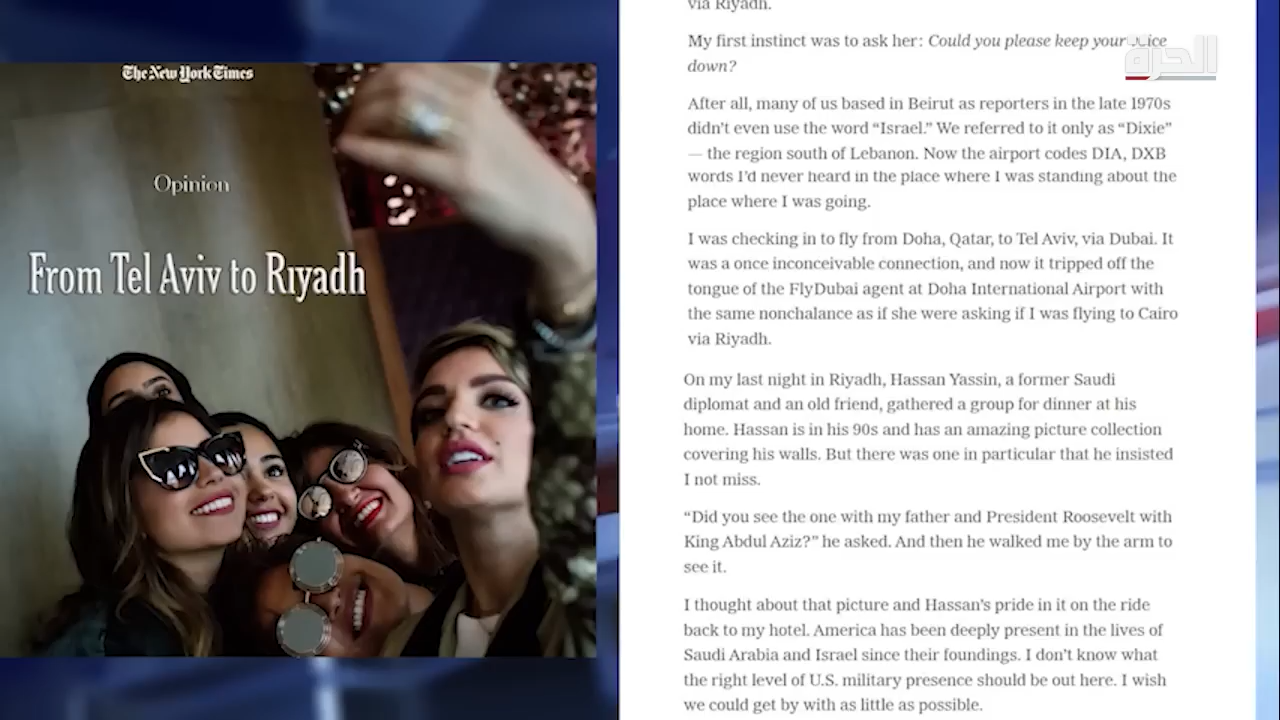 The New York Times
Opinion
From Tel Aviv to Riyadh
via Riyadh.
My first instinct was to ask her: Could you please keep your voice
down?
الحرة
After all, many of us based in Beirut as reporters in the late 1970s
didn't even use the word “Israel.” We referred to it only as “Dixie”
— the region south of Lebanon. Now the airport codes DIA, DXB
words I'd never heard in the place where I was standing about the
place where I was going.
I was checking in to fly from Doha, Qatar, to Tel Aviv, via Dubai. It
was a once inconceivable connection, and now it tripped off the
tongue of the FlyDubai agent at Doha International Airport with
the same nonchalance as if she were asking if I was flying to Cairo
via Riyadh.
On my last night in Riyadh, Hassan Yassin, a former Saudi
diplomat and an old friend, gathered a group for dinner at his
home. Hassan is in his 90s and has an amazing picture collection
covering his walls. But there was one in particular that he insisted
I not miss.
“Did you see the one with my father and President Roosevelt with
King Abdul Aziz?” he asked. And then he walked me by the arm to
see it.
I thought about that picture and Hassan's pride in it on the ride
back to my hotel. America has been deeply present in the lives of
Saudi Arabia and Israel since their foundings. I don't know what
the right level of U.S. military presence should be out here. I wish
we could get by with as little as possible.